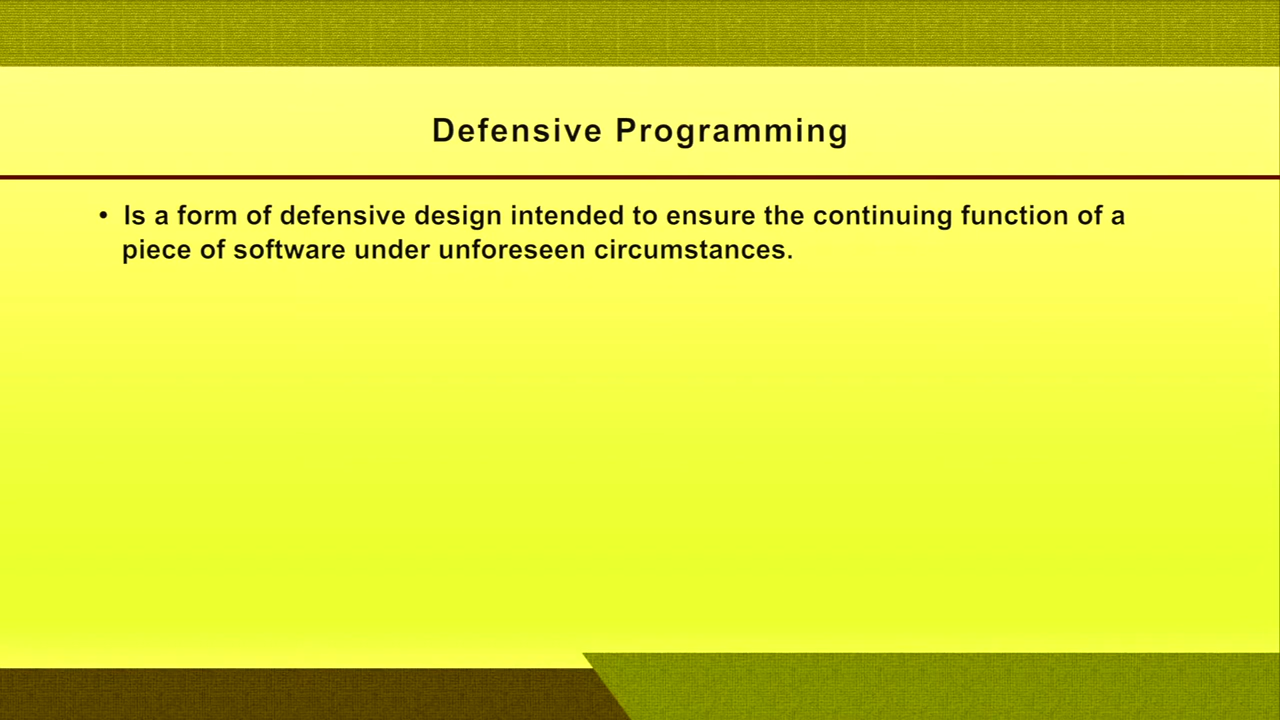 Defensive Programming
• Is a form of defensive design intended to ensure the continuing function of a
piece of software under unforeseen circumstances.